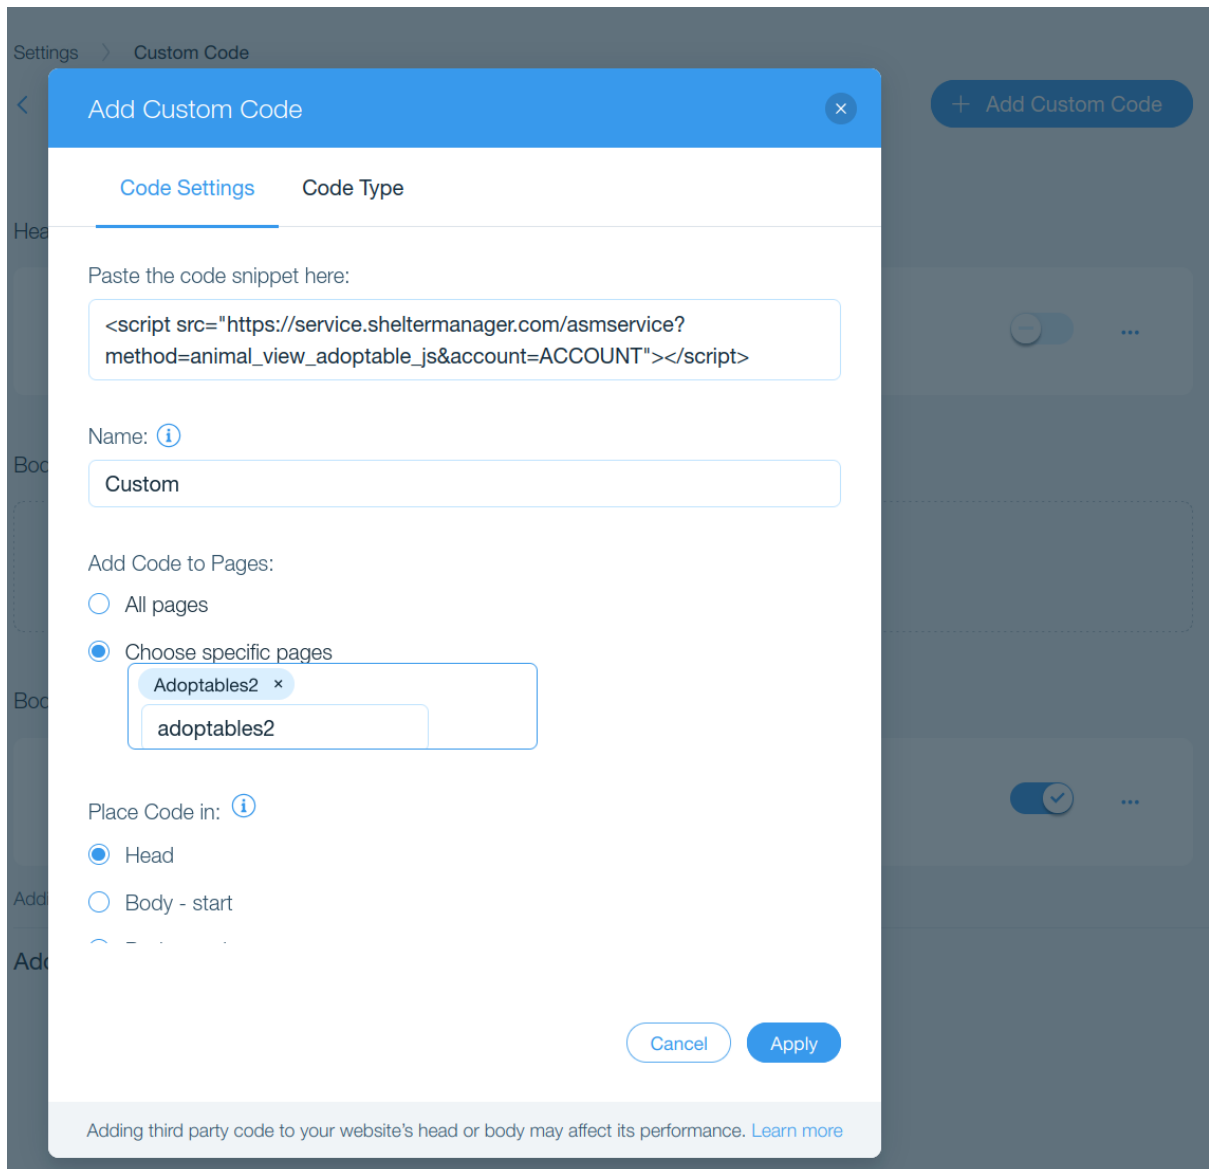 Settings
Custom Code
+ Add Custom Code
Add Custom Code
Code Settings
Code Type
Paste the code snippet here:
<script src="https://service.sheltermanager.com/asmservice?
method=animal_view_adoptable_js&account=ACCOUNT"></script>
Name:
Custom
Add Code to Pages:
All pages
Choose specific pages
Adoptables2 ×
adoptables2
Place Code in:
Head
Body - start
Cancel
Apply
Adding third party code to your website's head or body may affect its performance. Learn more